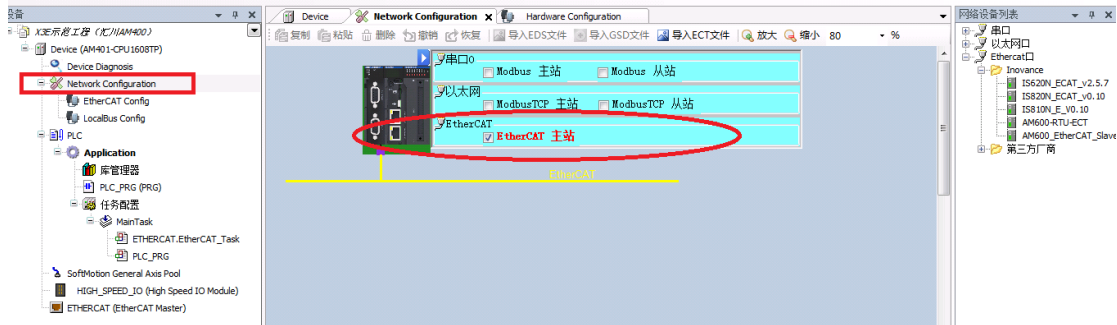 设备
X3E示范工程 (汇川AM400)
Device (AM401-CPU1608TP)
Device Diagnosis
Network Configuration
EtherCAT Config
LocalBus Config
PLC
Application
库管理器
PLC_PRG (PRG)
任务配置
MainTask
ETHERCAT.EtherCAT_Task
PLC_PRG
SoftMotion General Axis Pool
HIGH_SPEED_IO (High Speed IO Module)
ETHERCAT (EtherCAT Master)
Device
Network Configuration
Hardware Configuration
复制 粘贴 删除 撤销 恢复 导入EDS文件 导入GSD文件 导入ECT文件 放大 缩小 80 %
串口0
Modbus 主站 Modbus 从站
以太网
ModbusTCP 主站 ModbusTCP 从站
EtherCAT
EtherCAT 主站
EtherCAT
网络设备列表
串口
以太网口
Ethercat口
Inovance
IS620N_ECAT_v2.5.7
IS820N_ECAT_v0.10
IS810N_E_V0.10
AM600-RTU-ECT
AM600_EtherCAT_Slave
第三方厂商